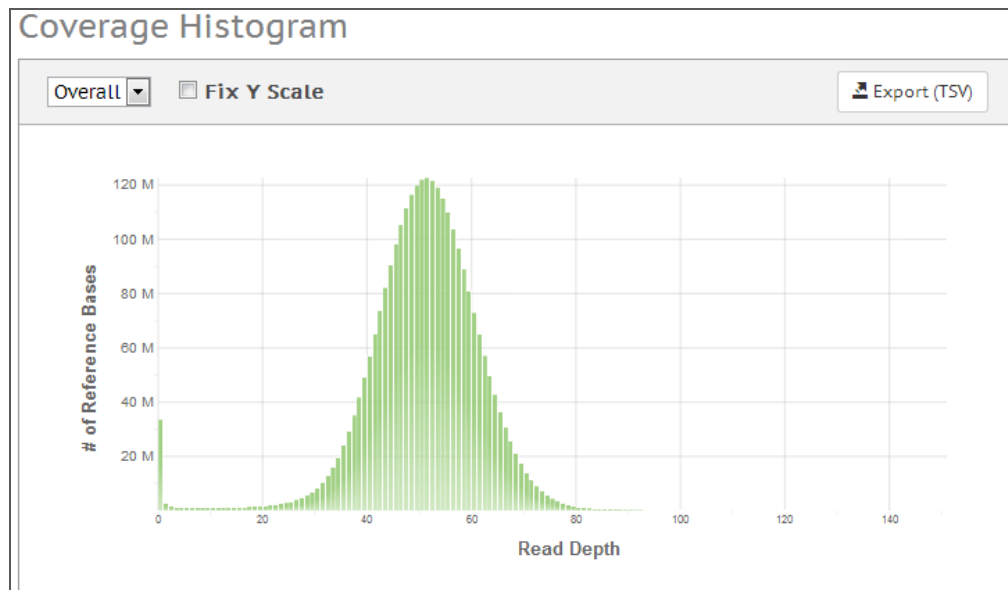 Coverage Histogram
Overall Fix Y Scale Export (TSV)
120 M
100 M
80 M
60 M
40 M
20 M
# of Reference Bases
0 20 40 60 80 100 120 140
Read Depth